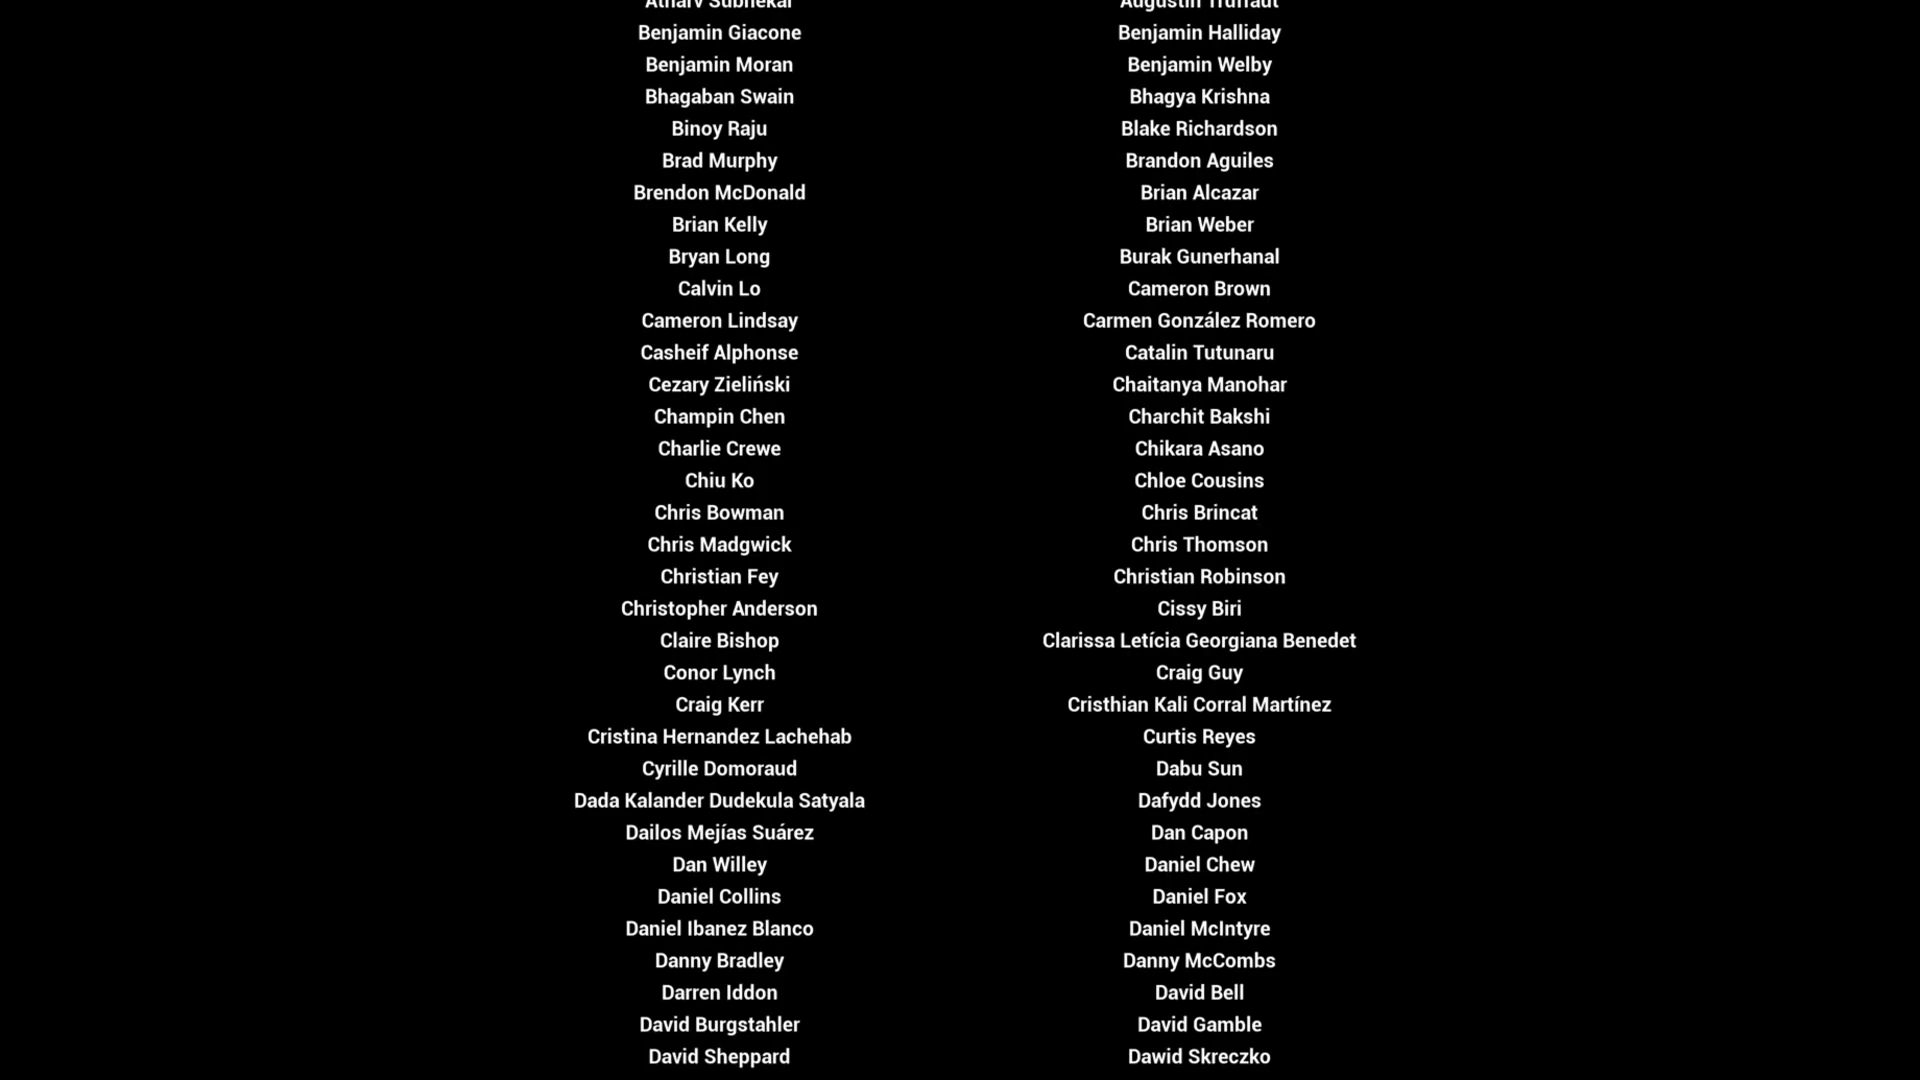 Benjamin Giacone Benjamin Halliday
Benjamin Moran Benjamin Welby
Bhagaban Swain Bhagya Krishna
Binoy Raju Blake Richardson
Brad Murphy Brandon Aguiles
Brendon McDonald Brian Alcazar
Brian Kelly Brian Weber
Bryan Long Burak Gunerhanal
Calvin Lo Cameron Brown
Cameron Lindsay Carmen González Romero
Casheif Alphonse Catalin Tutunaru
Cezary Zieliński Chaitanya Manohar
Champin Chen Charchit Bakshi
Charlie Crewe Chikara Asano
Chiu Ko Chloe Cousins
Chris Bowman Chris Brincat
Chris Madgwick Chris Thomson
Christian Fey Christian Robinson
Christopher Anderson Cissy Biri
Claire Bishop Clarissa Letícia Georgiana Benedet
Conor Lynch Craig Guy
Craig Kerr Cristhian Kali Corral Martínez
Cristina Hernandez Lachehab Curtis Reyes
Cyrille Domoraud Dabu Sun
Dada Kalander Dudekula Satyala Dafydd Jones
Dailos Mejías Suárez Dan Capon
Dan Willey Daniel Chew
Daniel Collins Daniel Fox
Daniel Ibanez Blanco Daniel McIntyre
Danny Bradley Danny McCombs
Darren Iddon David Bell
David Burgstahler David Gamble
David Sheppard Dawid Skreczko